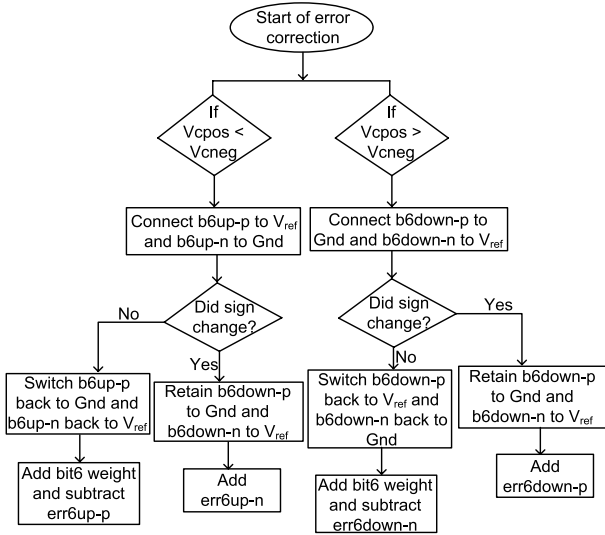 Start of error
correction
If
Vcpos <
Vcneg
If
Vcpos >
Vcneg
Connect b6up-p to Vref
and b6up-n to Gnd
Connect b6down-p to
Gnd and b6down-n to Vref
Did sign
change?
No
Yes
Did sign
change?
Yes
No
Switch b6up-p
back to Gnd and
b6up-n back to Vref
Retain b6down-p
to Gnd and
b6down-n to Vref
Switch b6down-p
back to Vref and
b6down-n back to
Gnd
Retain b6down-p
to Gnd and
b6down-n to Vref
Add bit6 weight
and subtract
err6up-p
Add
err6up-n
Add bit6 weight
and subtract
err6down-n
Add
err6down-p